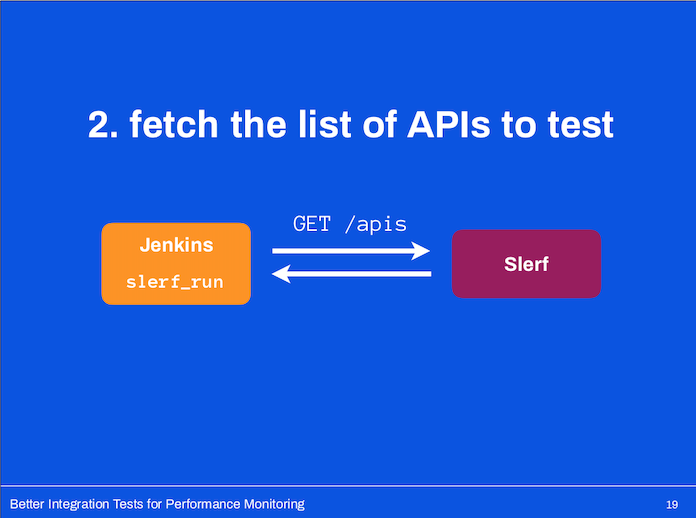 2. fetch the list of APIs to test
GET /apis
Jenkins
slerf_run
Slerf
Better Integration Tests for Performance Monitoring
19